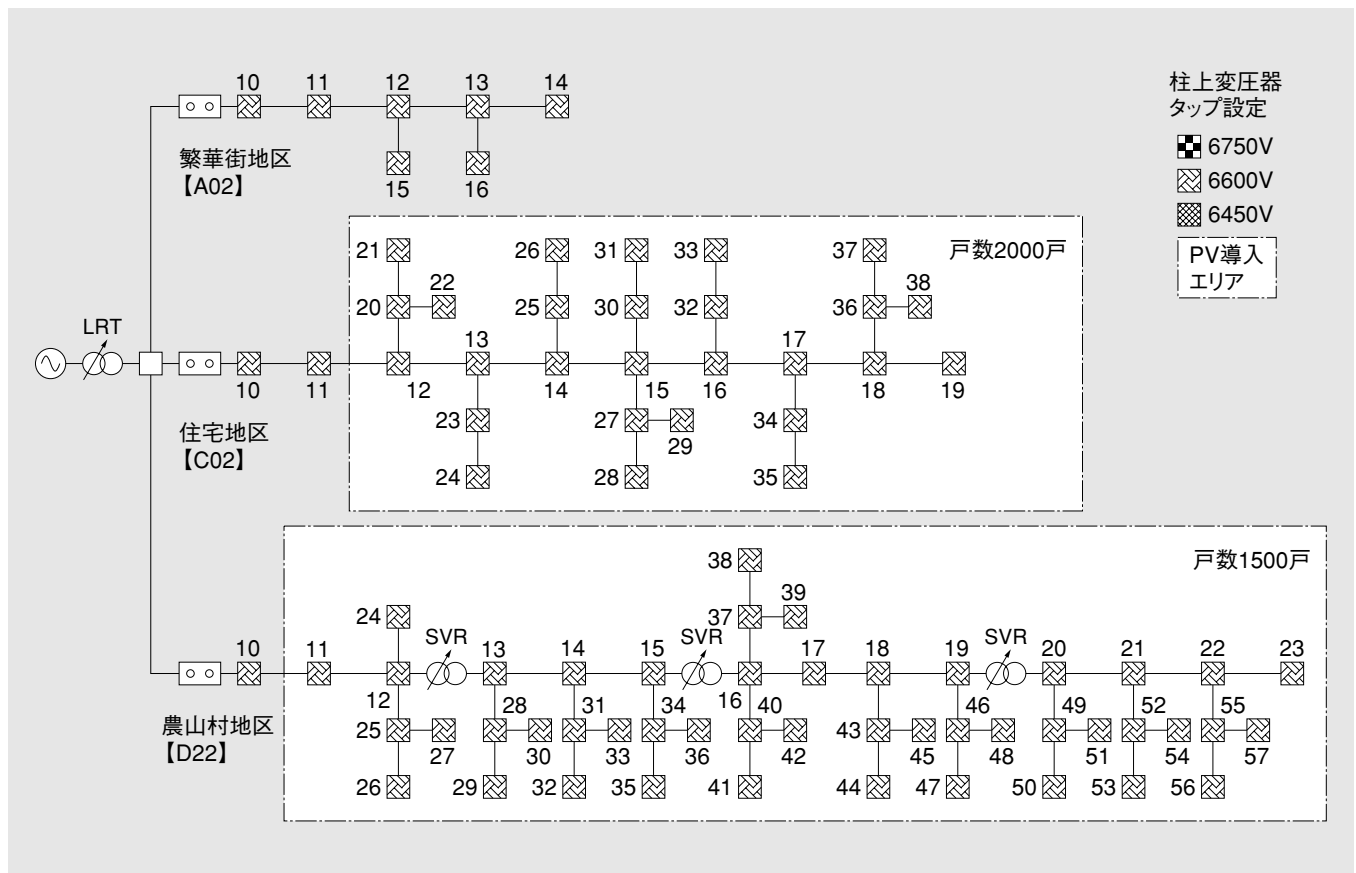 10 11 12 13 14
繁華街地区
【A02】
15 16
柱上変圧器
タップ設定
6750V
6600V
6450V
PV導入
エリア
戸数2000戸
21 26 31 33 37
22 38
20 25 30 32 36
LRT
13 17
10 11 12 14 15 16 18 19
住宅地区
【C02】
23 27 34
29
24 28 35
戸数1500戸
38
39
24 37
SVR SVR SVR
10 11 13 14 15 17 18 19 20 21 22 23
12 16
農山村地区
【D22】
28 31 34 40 46 49 52 55
25 43
27 30 33 36 42 45 48 51 54 57
26 29 32 35 41 44 47 50 53 56